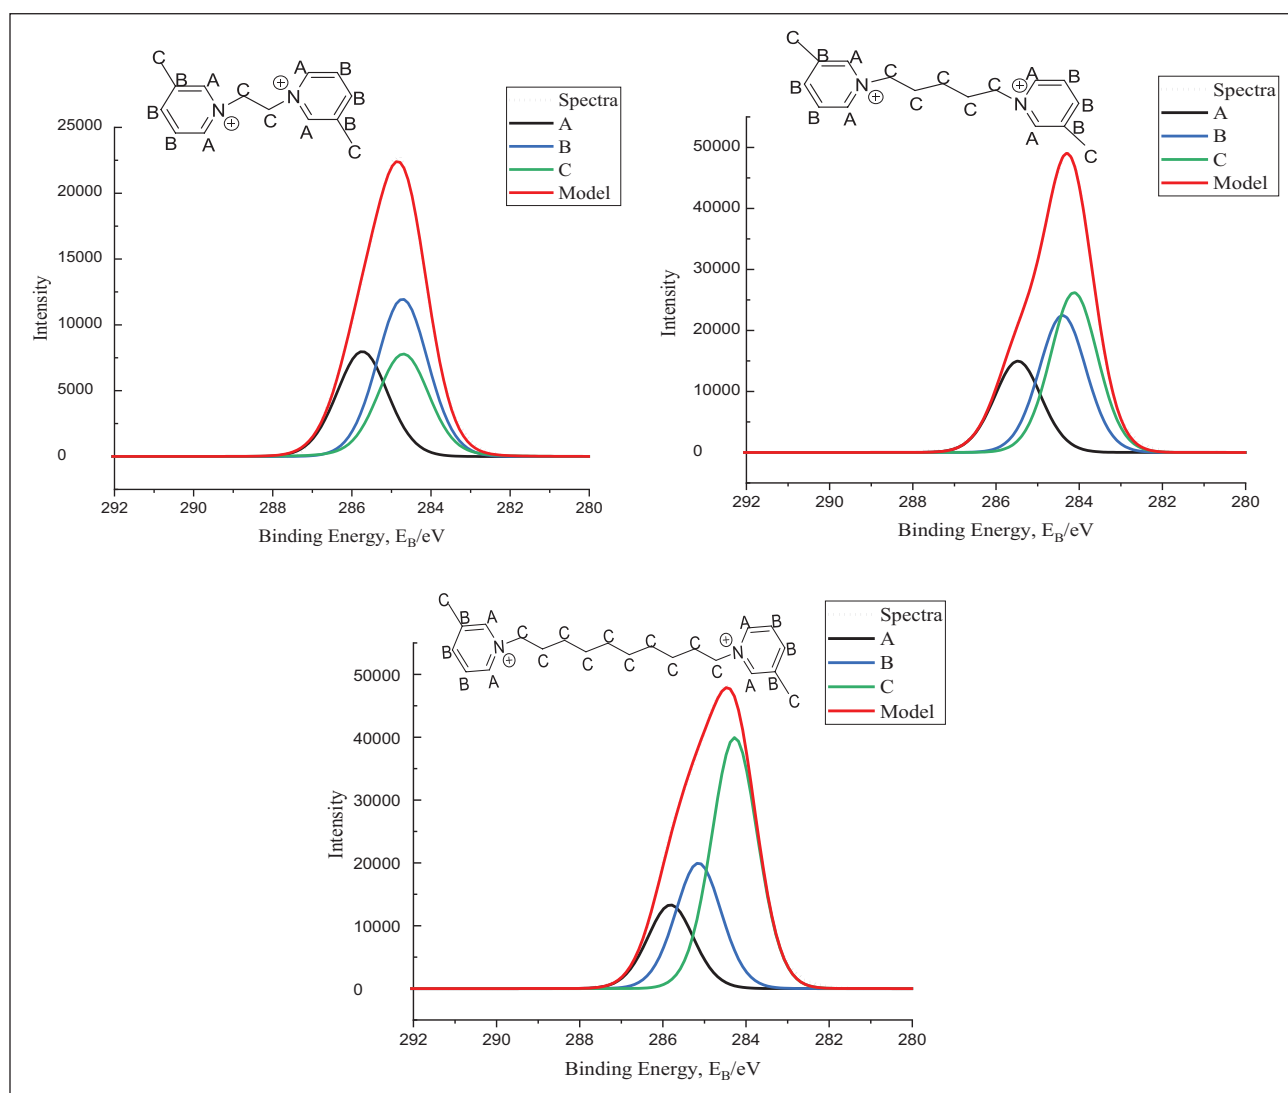 C
B
A
B
B
A
N
+
C
C
A
B
+
N
B
A
B
C
Spectra
A
B
C
Model
25000
20000
15000
10000
5000
0
Intensity
292 290 288 286 284 282 280
Binding Energy, EB/eV
C
B
A
B
B
A
N
+
C
C
C
C
C
A
B
+
N
B
A
B
C
Spectra
A
B
C
Model
50000
40000
30000
20000
10000
0
Intensity
292 290 288 286 284 282 280
Binding Energy, EB/eV
C
B
A
B
B
A
N
+
C
C
C
C
C
C
C
C
C
C
A
B
+
N
B
A
B
C
Spectra
A
B
C
Model
50000
40000
30000
20000
10000
0
Intensity
292 290 288 286 284 282 280
Binding Energy, EB/eV